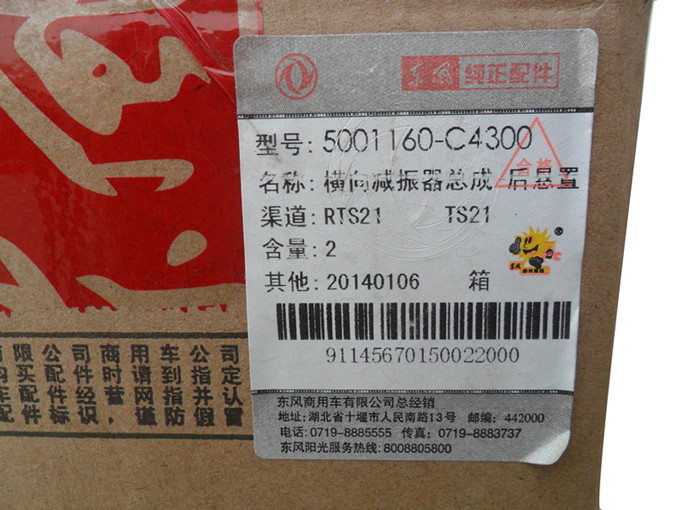 东风 纯正配件
型号: 5001160-C4300
合格
名称: 横向减振器总成 后悬置
渠道: RTS21 TS21
含量: 2
其他: 20140106 箱
91145670150022000
东风商用车有限公司总经销
地址: 湖北省十堰市人民南路13号 邮编: 442000
电话: 0719-8885555 传真: 0719-8883737
东风阳光服务热线: 8008805800
限公司商用车公司
买配件时请到指定
配件经营,网指并认
件标识 谨防假冒